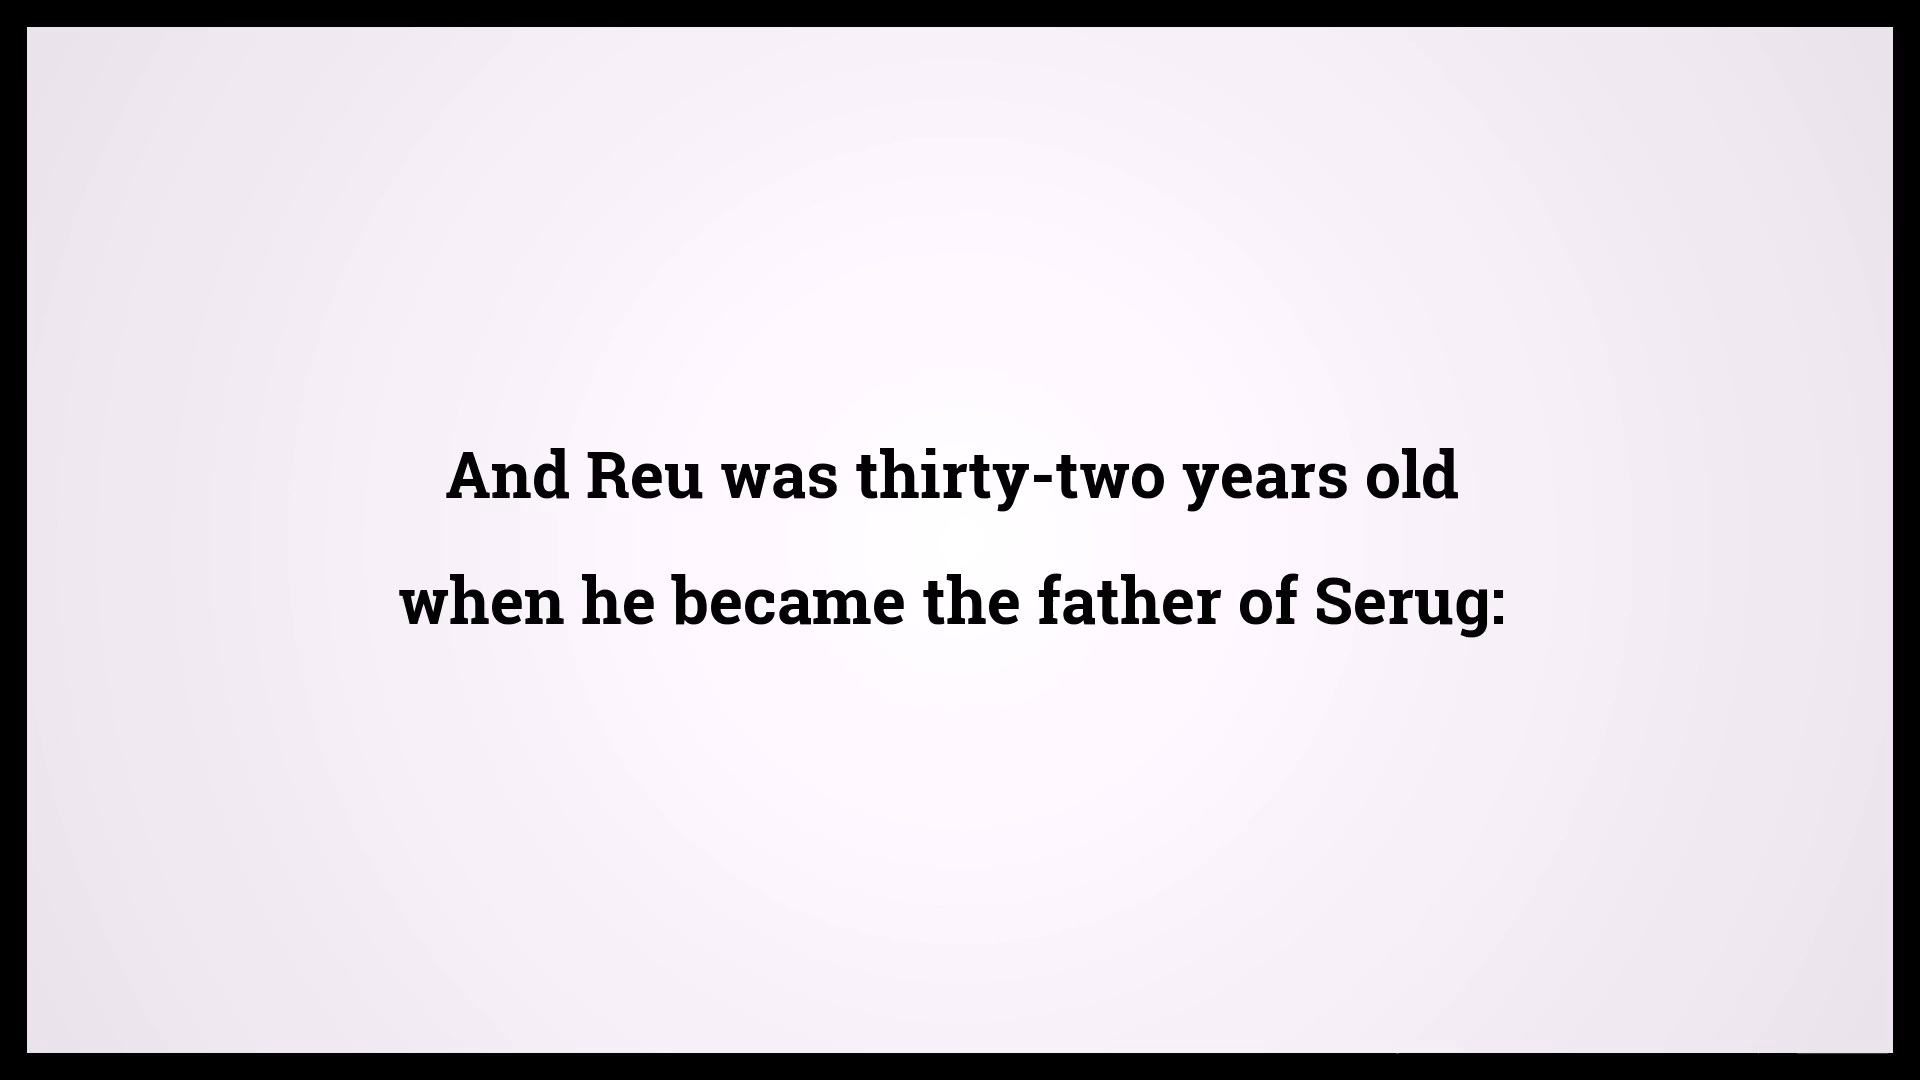 And Reu was thirty-two years old
when he became the father of Serug: